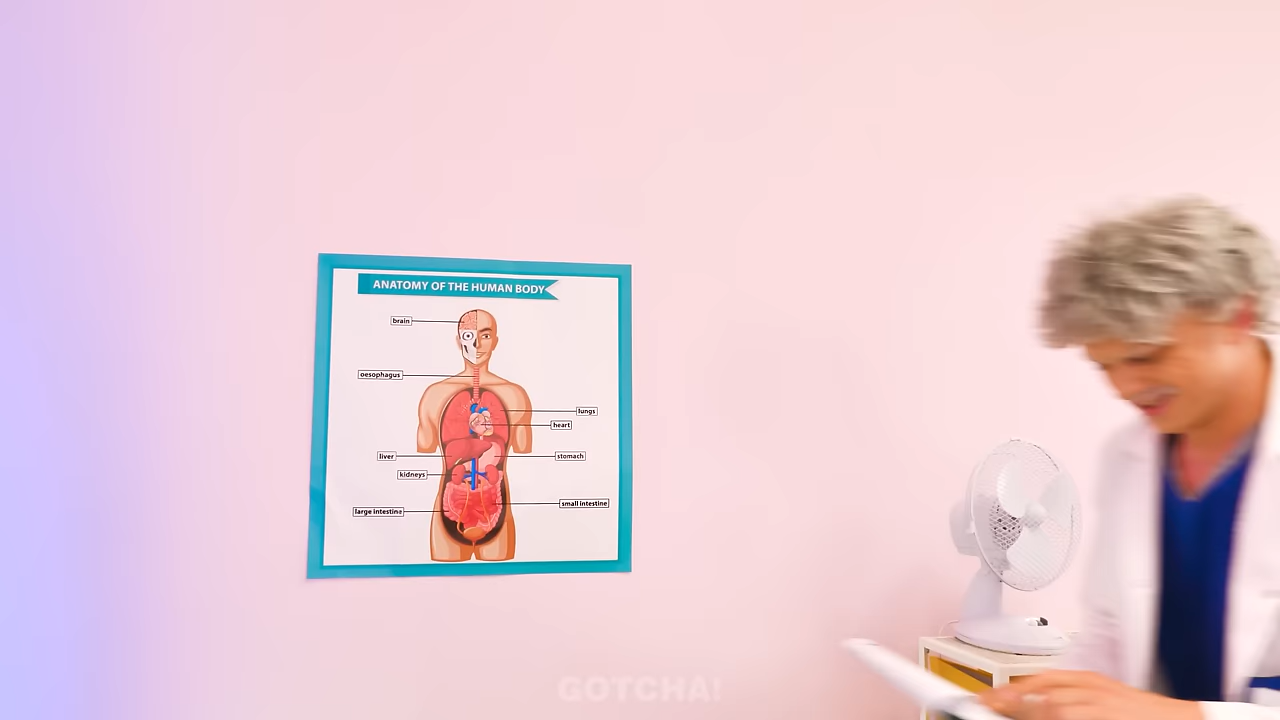 ANATOMY OF THE HUMAN BODY
brain
oesophagus
lungs
heart
liver
stomach
kidneys
small intestine
large intestine
GOTCHA!